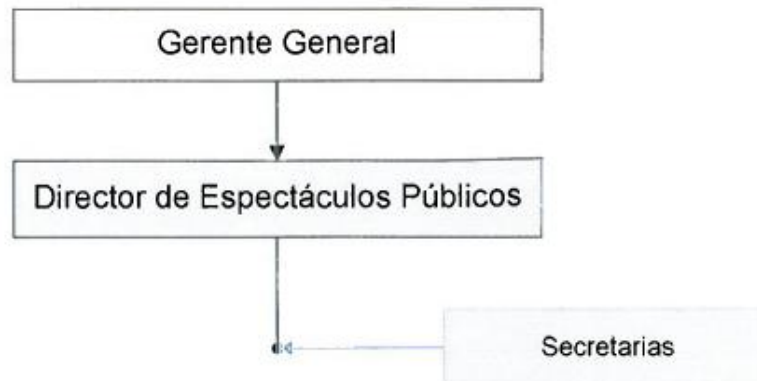 Gerente General
Director de Espectáculos Públicos
Secretarias